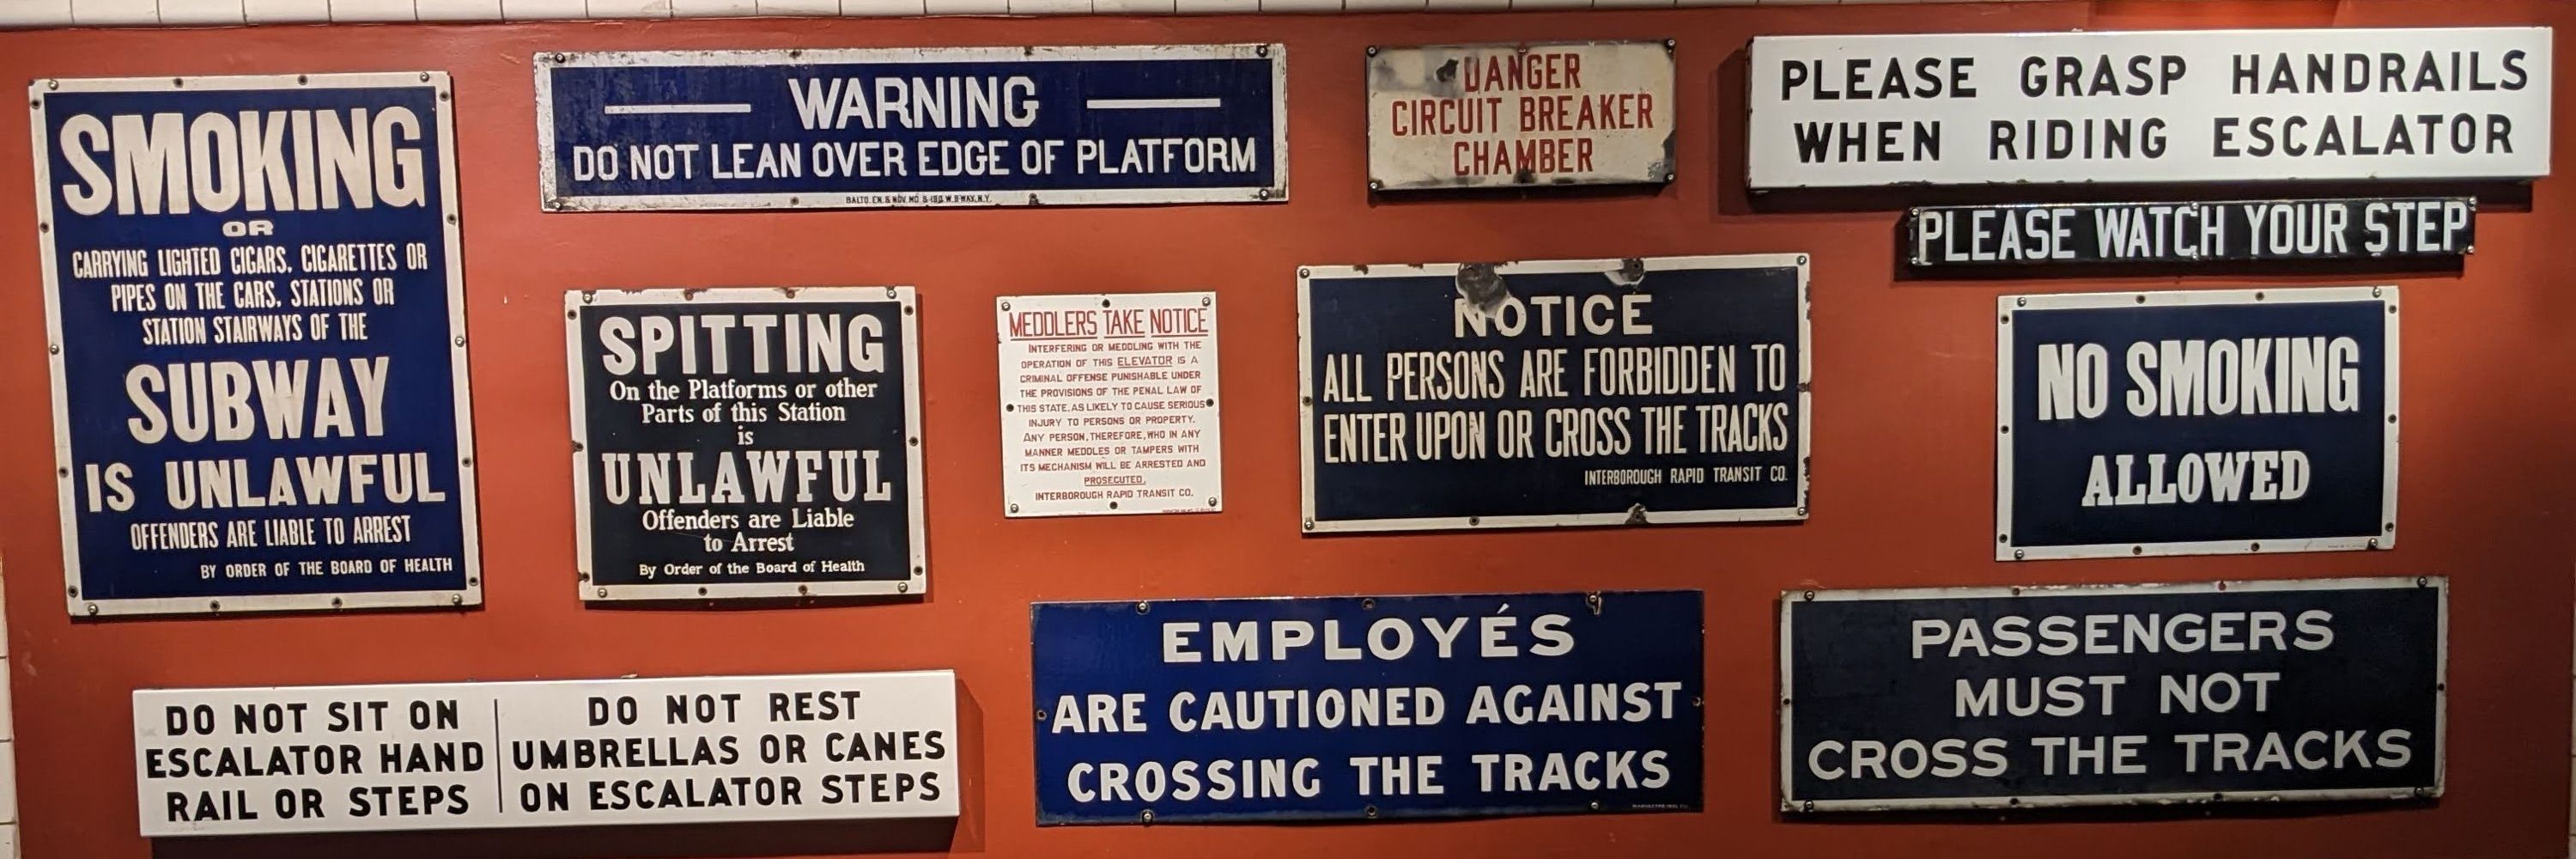 SMOKING
OR
CARRYING LIGHTED CIGARS, CIGARETTES OR
PIPES ON THE CARS, STATIONS OR
STATION STAIRWAYS OF THE
SUBWAY
IS UNLAWFUL
OFFENDERS ARE LIABLE TO ARREST
BY ORDER OF THE BOARD OF HEALTH
WARNING
DO NOT LEAN OVER EDGE OF PLATFORM
DANGER
CIRCUIT BREAKER
CHAMBER
PLEASE GRASP HANDRAILS
WHEN RIDING ESCALATOR
PLEASE WATCH YOUR STEP
SPITTING
On the Platforms or other
Parts of this Station
is
UNLAWFUL
Offenders are Liable
to Arrest
By Order of the Board of Health
MEDDLERS TAKE NOTICE
INTERFERING OR MEDDLING WITH THE
OPERATION OF THIS ELEVATOR IS A
CRIMINAL OFFENSE PUNISHABLE UNDER
THE PROVISIONS OF THE PENAL LAW OF
THIS STATE, AS LIKELY TO CAUSE SERIOUS
INJURY TO PERSONS OR PROPERTY.
ANY PERSON, THEREFORE, WHO IN ANY
MANNER MEDDLES OR TAMPERS WITH
ITS MECHANISM WILL BE ARRESTED AND
PROSECUTED.
INTERBOROUGH RAPID TRANSIT CO.
NOTICE
ALL PERSONS ARE FORBIDDEN TO
ENTER UPON OR CROSS THE TRACKS
INTERBOROUGH RAPID TRANSIT CO.
NO SMOKING
ALLOWED
DO NOT SIT ON
ESCALATOR HAND
RAIL OR STEPS
DO NOT REST
UMBRELLAS OR CANES
ON ESCALATOR STEPS
EMPLOYÉS
ARE CAUTIONED AGAINST
CROSSING THE TRACKS
PASSENGERS
MUST NOT
CROSS THE TRACKS